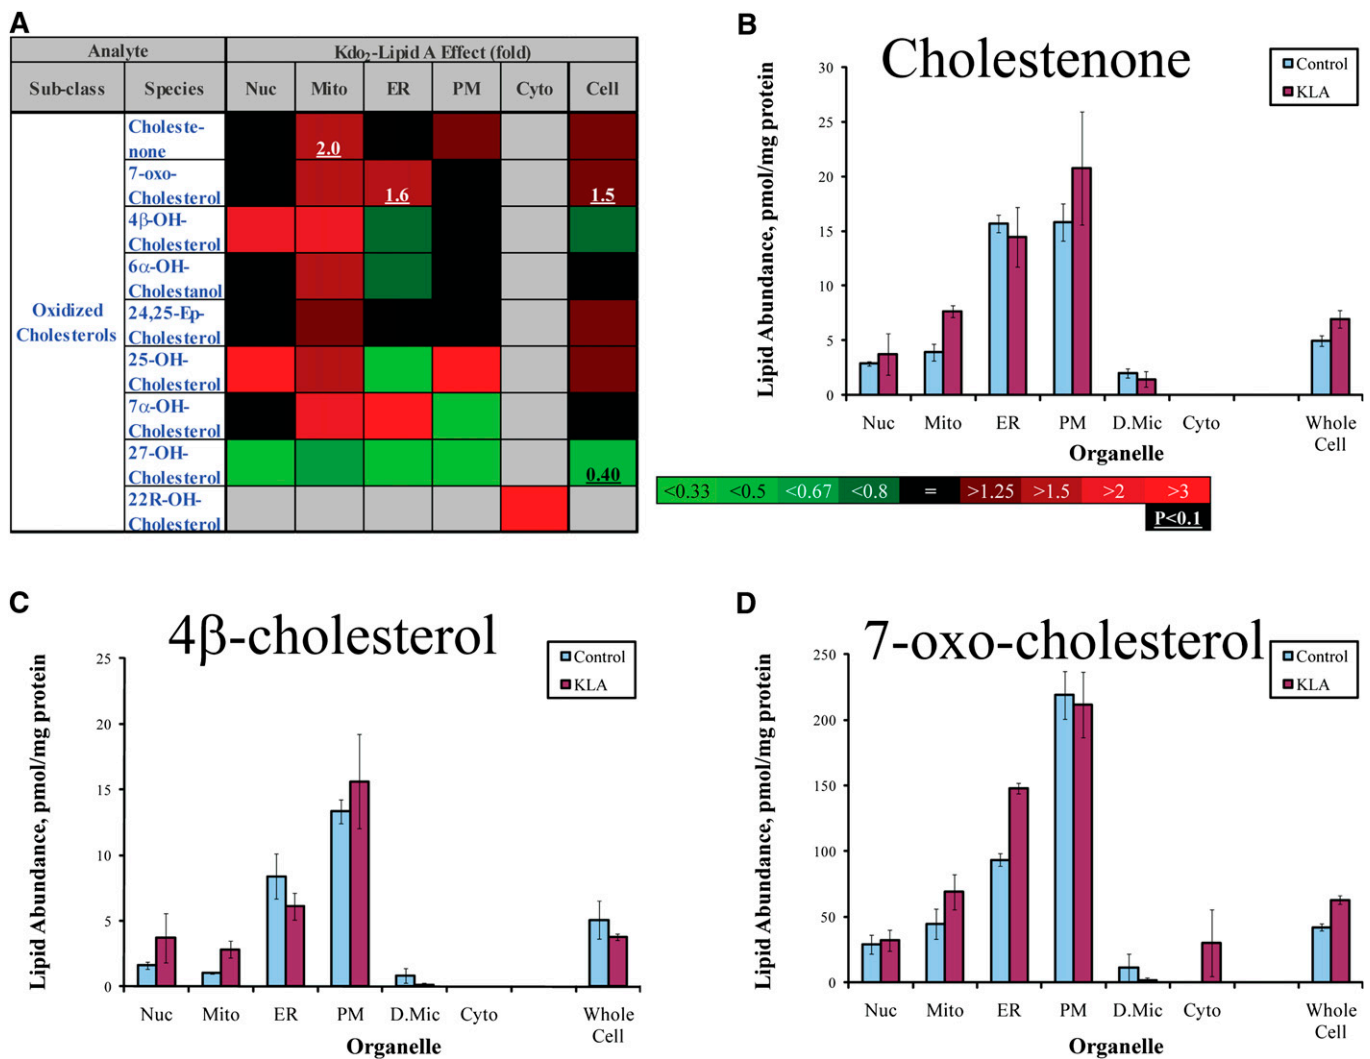 A
Analyte Kdo₂-Lipid A Effect (fold)
Sub-class Species Nuc Mito ER PM Cyto Cell
Oxidized
Cholesterols
Choleste-
none 2.0
7-oxo-
Cholesterol 1.6 1.5
4β-OH-
Cholesterol
6α-OH-
Cholestanol
24,25-Ep-
Cholesterol
25-OH-
Cholesterol
7α-OH-
Cholesterol
27-OH-
Cholesterol 0.40
22R-OH-
Cholesterol
B
Cholestenone
Control
KLA
Lipid Abundance, pmol/mg protein
30
25
20
15
10
5
0
Nuc Mito ER PM D.Mic Cyto Whole
Cell
Organelle
<0.33 <0.5 <0.67 <0.8 = >1.25 >1.5 >2 >3
P<0.1
C
4β-cholesterol
Control
KLA
Lipid Abundance, pmol/mg protein
25
20
15
10
5
0
Nuc Mito ER PM D.Mic Cyto Whole
Cell
Organelle
D
7-oxo-cholesterol
Control
KLA
Lipid Abundance, pmol/mg protein
250
200
150
100
50
0
Nuc Mito ER PM D.Mic Cyto Whole
Cell
Organelle